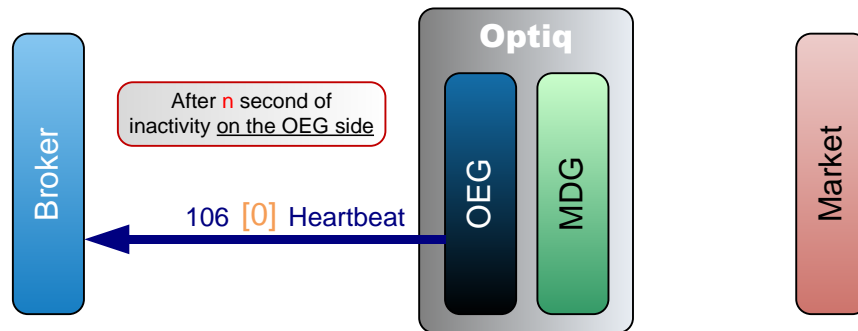 Optiq
Broker
After n second of
inactivity on the OEG side
106 [0] Heartbeat
OEG
MDG
Market